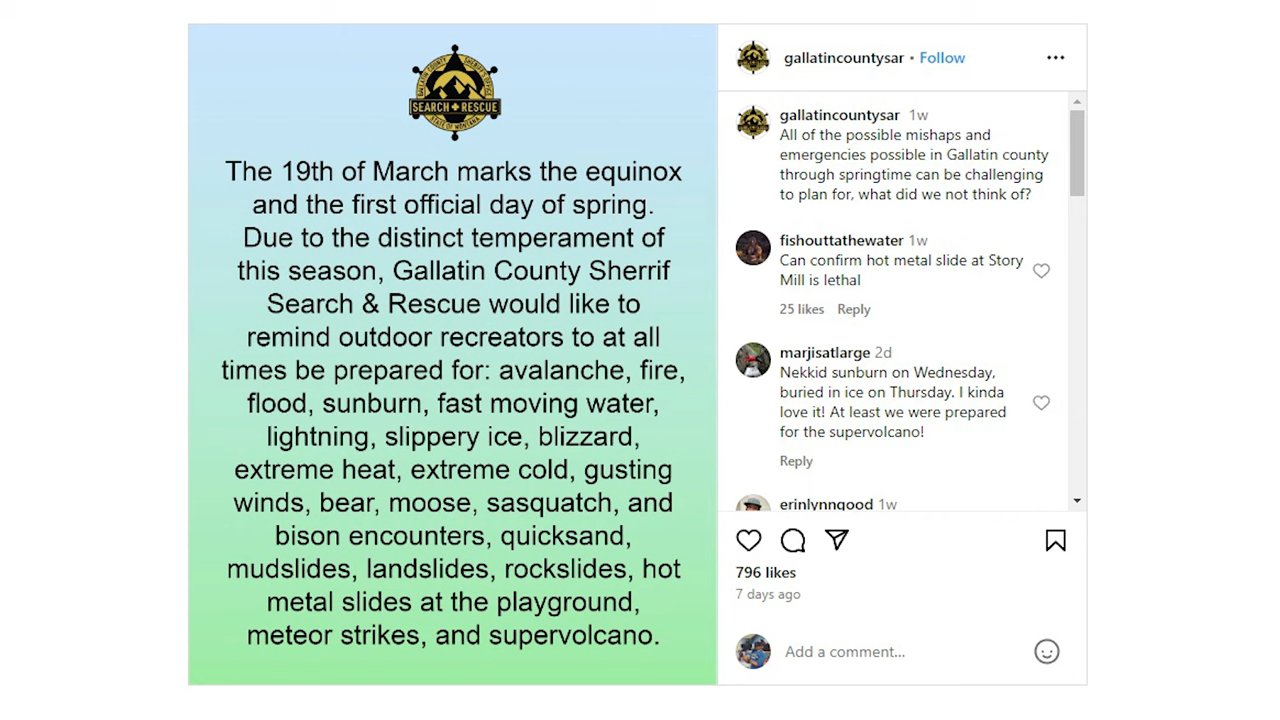 GALLATIN COUNTY SHERIFF'S OFFICE
SEARCH RESCUE
STATE OF MONTANA
The 19th of March marks the equinox
and the first official day of spring.
Due to the distinct temperament of
this season, Gallatin County Sherrif
Search & Rescue would like to
remind outdoor recreators to at all
times be prepared for: avalanche, fire,
flood, sunburn, fast moving water,
lightning, slippery ice, blizzard,
extreme heat, extreme cold, gusting
winds, bear, moose, sasquatch, and
bison encounters, quicksand,
mudslides, landslides, rockslides, hot
metal slides at the playground,
meteor strikes, and supervolcano.
gallatincountysar • Follow
gallatincountysar 1w
All of the possible mishaps and
emergencies possible in Gallatin county
through springtime can be challenging
to plan for, what did we not think of?
fishouttathewater 1w
Can confirm hot metal slide at Story
Mill is lethal
25 likes Reply
marjisatlarge 2d
Nekkid sunburn on Wednesday,
buried in ice on Thursday. I kinda
love it! At least we were prepared
for the supervolcano!
Reply
erinlynngood 1w
796 likes
7 days ago
Add a comment...